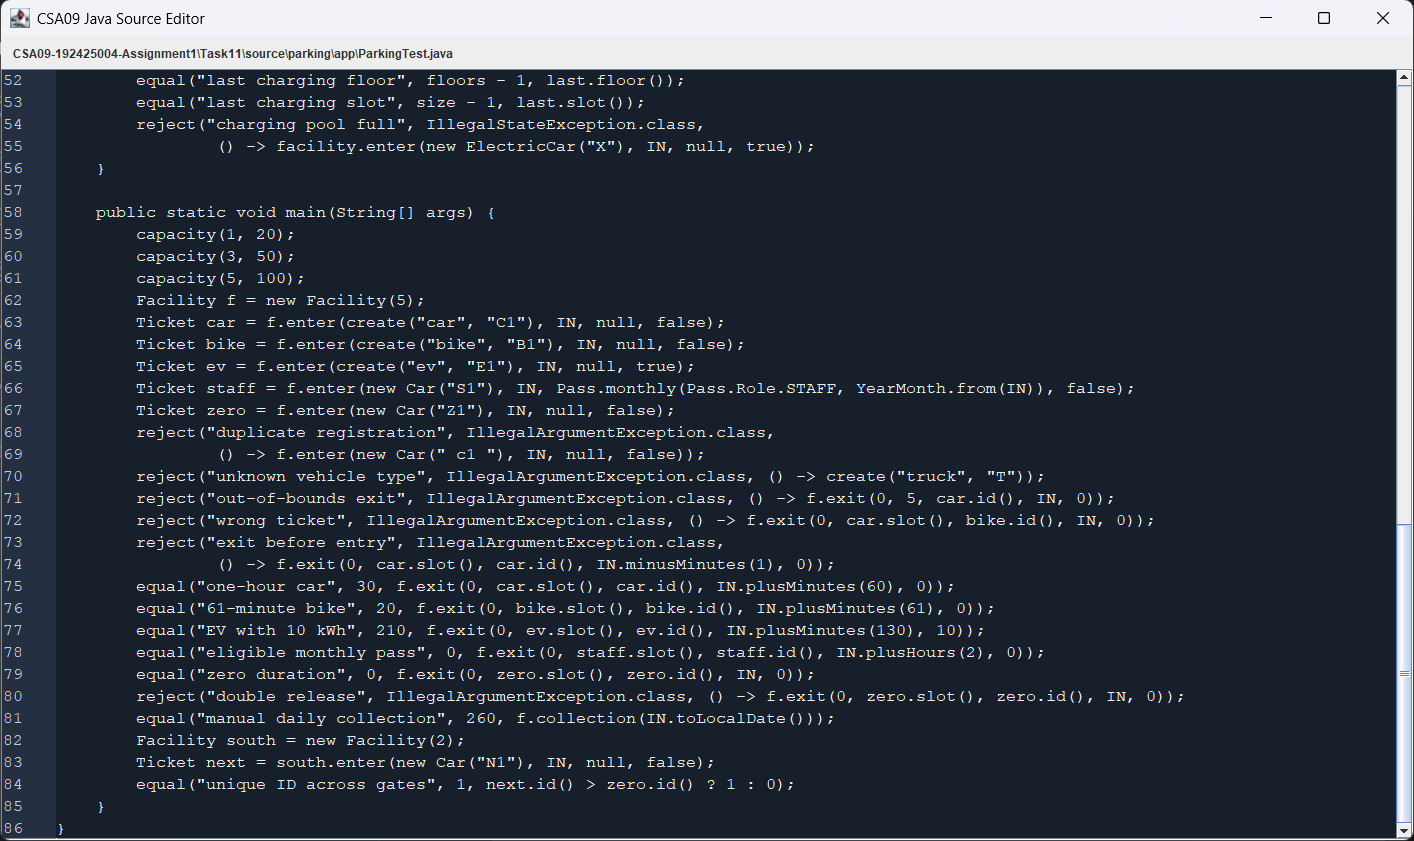 CSA09 Java Source Editor
CSA09-192425004-Assignment1\Task11\source\parking\app\ParkingTest.java
52         equal("last charging floor", floors - 1, last.floor());
53         equal("last charging slot", size - 1, last.slot());
54         reject("charging pool full", IllegalStateException.class,
55                 () -> facility.enter(new ElectricCar("X"), IN, null, true));
56     }
57
58     public static void main(String[] args) {
59         capacity(1, 20);
60         capacity(3, 50);
61         capacity(5, 100);
62         Facility f = new Facility(5);
63         Ticket car = f.enter(create("car", "C1"), IN, null, false);
64         Ticket bike = f.enter(create("bike", "B1"), IN, null, false);
65         Ticket ev = f.enter(create("ev", "E1"), IN, null, true);
66         Ticket staff = f.enter(new Car("S1"), IN, Pass.monthly(Pass.Role.STAFF, YearMonth.from(IN)), false);
67         Ticket zero = f.enter(new Car("Z1"), IN, null, false);
68         reject("duplicate registration", IllegalArgumentException.class,
69                 () -> f.enter(new Car(" c1 "), IN, null, false));
70         reject("unknown vehicle type", IllegalArgumentException.class, () -> create("truck", "T"));
71         reject("out-of-bounds exit", IllegalArgumentException.class, () -> f.exit(0, 5, car.id(), IN, 0));
72         reject("wrong ticket", IllegalArgumentException.class, () -> f.exit(0, car.slot(), bike.id(), IN, 0));
73         reject("exit before entry", IllegalArgumentException.class,
74                 () -> f.exit(0, car.slot(), car.id(), IN.minusMinutes(1), 0));
75         equal("one-hour car", 30, f.exit(0, car.slot(), car.id(), IN.plusMinutes(60), 0));
76         equal("61-minute bike", 20, f.exit(0, bike.slot(), bike.id(), IN.plusMinutes(61), 0));
77         equal("EV with 10 kWh", 210, f.exit(0, ev.slot(), ev.id(), IN.plusMinutes(130), 10));
78         equal("eligible monthly pass", 0, f.exit(0, staff.slot(), staff.id(), IN.plusHours(2), 0));
79         equal("zero duration", 0, f.exit(0, zero.slot(), zero.id(), IN, 0));
80         reject("double release", IllegalArgumentException.class, () -> f.exit(0, zero.slot(), zero.id(), IN, 0));
81         equal("manual daily collection", 260, f.collection(IN.toLocalDate()));
82         Facility south = new Facility(2);
83         Ticket next = south.enter(new Car("N1"), IN, null, false);
84         equal("unique ID across gates", 1, next.id() > zero.id() ? 1 : 0);
85     }
86 }